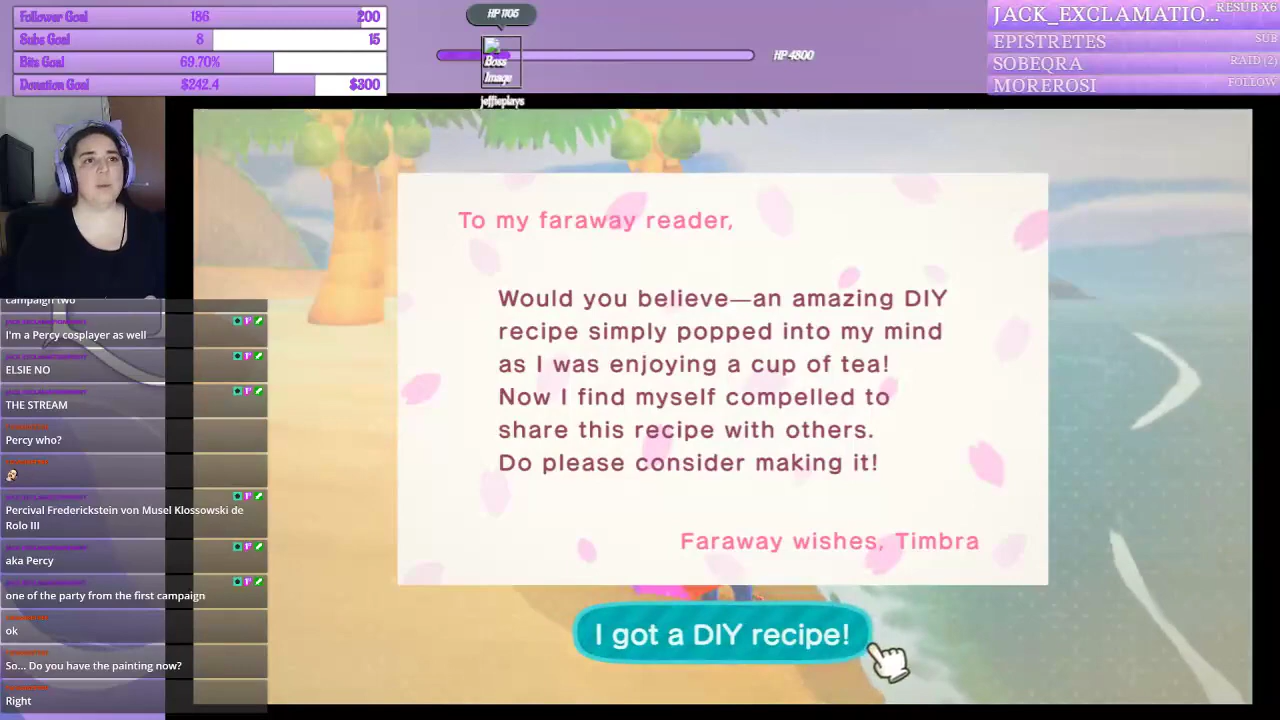 Follower Goal 186 200
Subs Goal 8 15
Bits Goal 69.70%
Donation Goal $242.4 $300
HP 1105
Boss
Image
jeffieplays
HP 4800
JACK_EXCLAMATIO... RESUB X6
EPISTRETES SUB
SOBEQRA RAID (2)
MOREROSI FOLLOW
To my faraway reader,
Would you believe—an amazing DIY
recipe simply popped into my mind
as I was enjoying a cup of tea!
Now I find myself compelled to
share this recipe with others.
Do please consider making it!
Faraway wishes, Timbra
I got a DIY recipe!
campaign two
I'm a Percy cosplayer as well
ELSIE NO
THE STREAM
Percy who?
Percival Frederickstein von Musel Klossowski de
Rolo III
aka Percy
one of the party from the first campaign
ok
So... Do you have the painting now?
Right